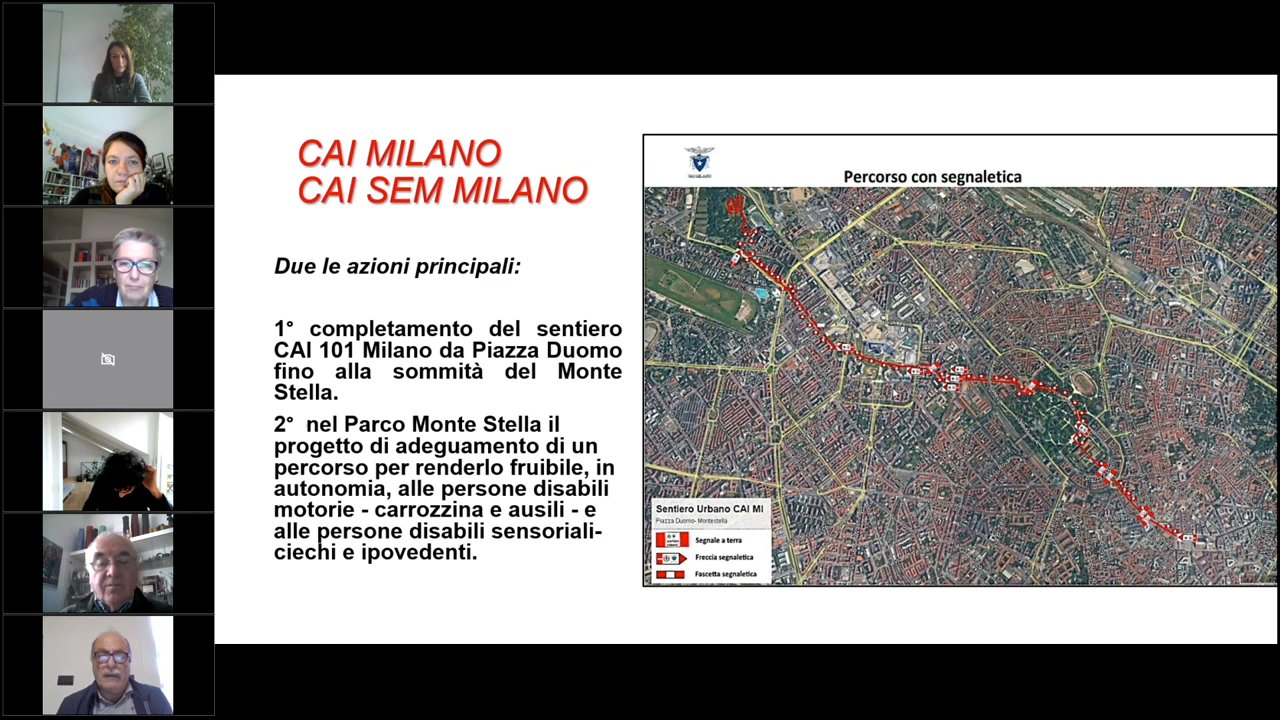 CAI MILANO
CAI SEM MILANO
Due le azioni principali:
1° completamento del sentiero
CAI 101 Milano da Piazza Duomo
fino alla sommità del Monte
Stella.
2° nel Parco Monte Stella il
progetto di adeguamento di un
percorso per renderlo fruibile, in
autonomia, alle persone disabili
motorie - carrozzina e ausili - e
alle persone disabili sensoriali-
ciechi e ipovedenti.
Percorso con segnaletica
Sentiero Urbano CAI MI
Piazza Duomo- Montestella
Segnale a terra
Freccia segnaletica
Fascetta segnaletica